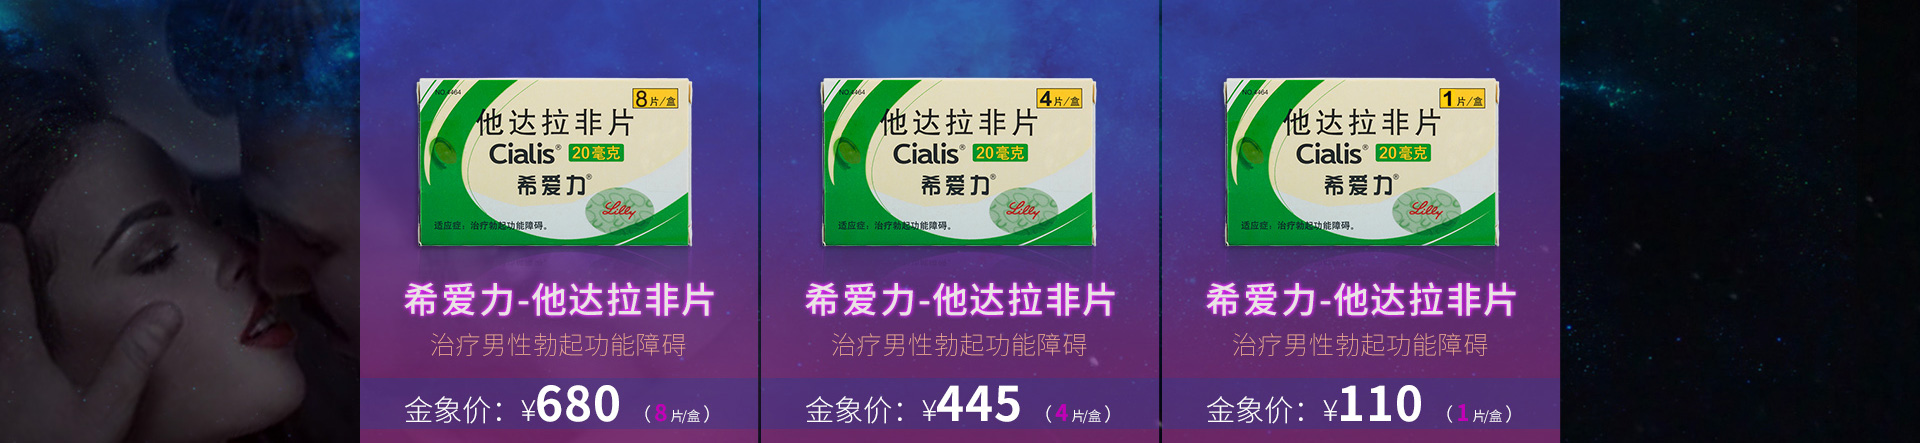 NO.4464
8片/盒
他达拉非片
Cialis® 20毫克
希爱力®
Lilly
适应症：治疗勃起功能障碍。
希爱力-他达拉非片
治疗男性勃起功能障碍
金象价：¥680（8片/盒）
NO.4464
4片/盒
他达拉非片
Cialis® 20毫克
希爱力®
Lilly
适应症：治疗勃起功能障碍。
希爱力-他达拉非片
治疗男性勃起功能障碍
金象价：¥445（4片/盒）
NO.4464
1片/盒
他达拉非片
Cialis® 20毫克
希爱力®
Lilly
适应症：治疗勃起功能障碍。
希爱力-他达拉非片
治疗男性勃起功能障碍
金象价：¥110（1片/盒）